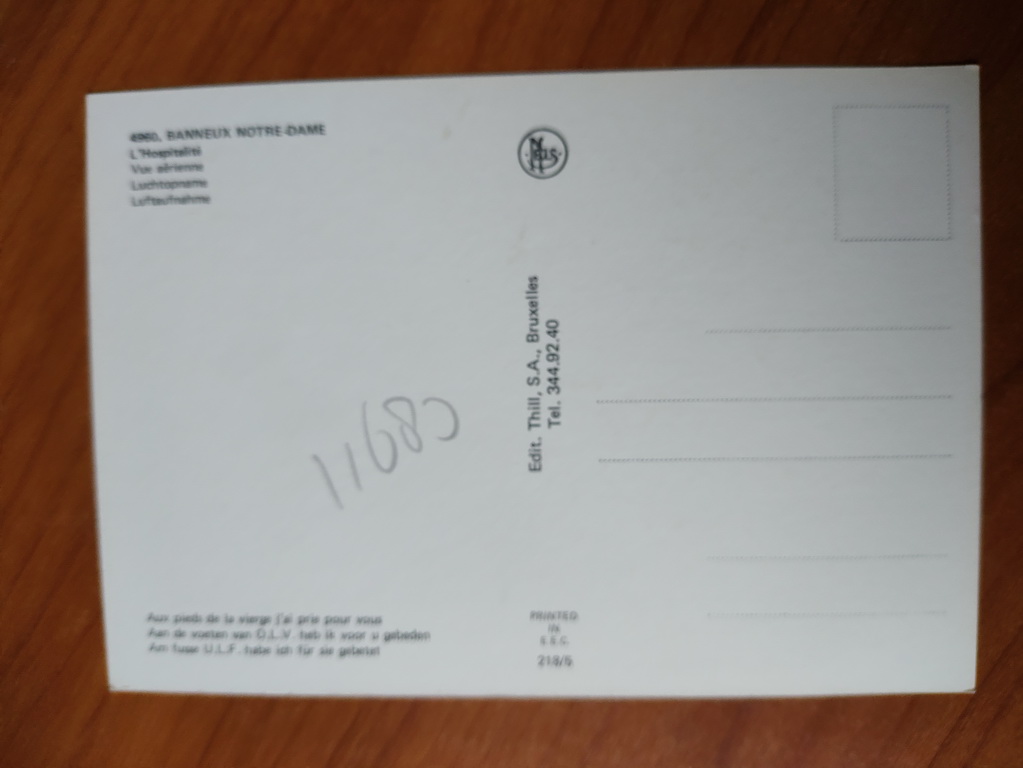 4960. BANNEUX NOTRE-DAME
L'Hospitalité
Vue aérienne
Luchtopname
Luftaufnahme
Edit. Thill, S.A., Bruxelles
Tel. 344.92.40
Aux pieds de la vierge j'ai prié pour vous
Aan de voeten van O.L.V. heb ik voor u gebeden
Am fusse U.L.F. habe ich für sie gebetet
PRINTED
IN
E.E.C.
218/5